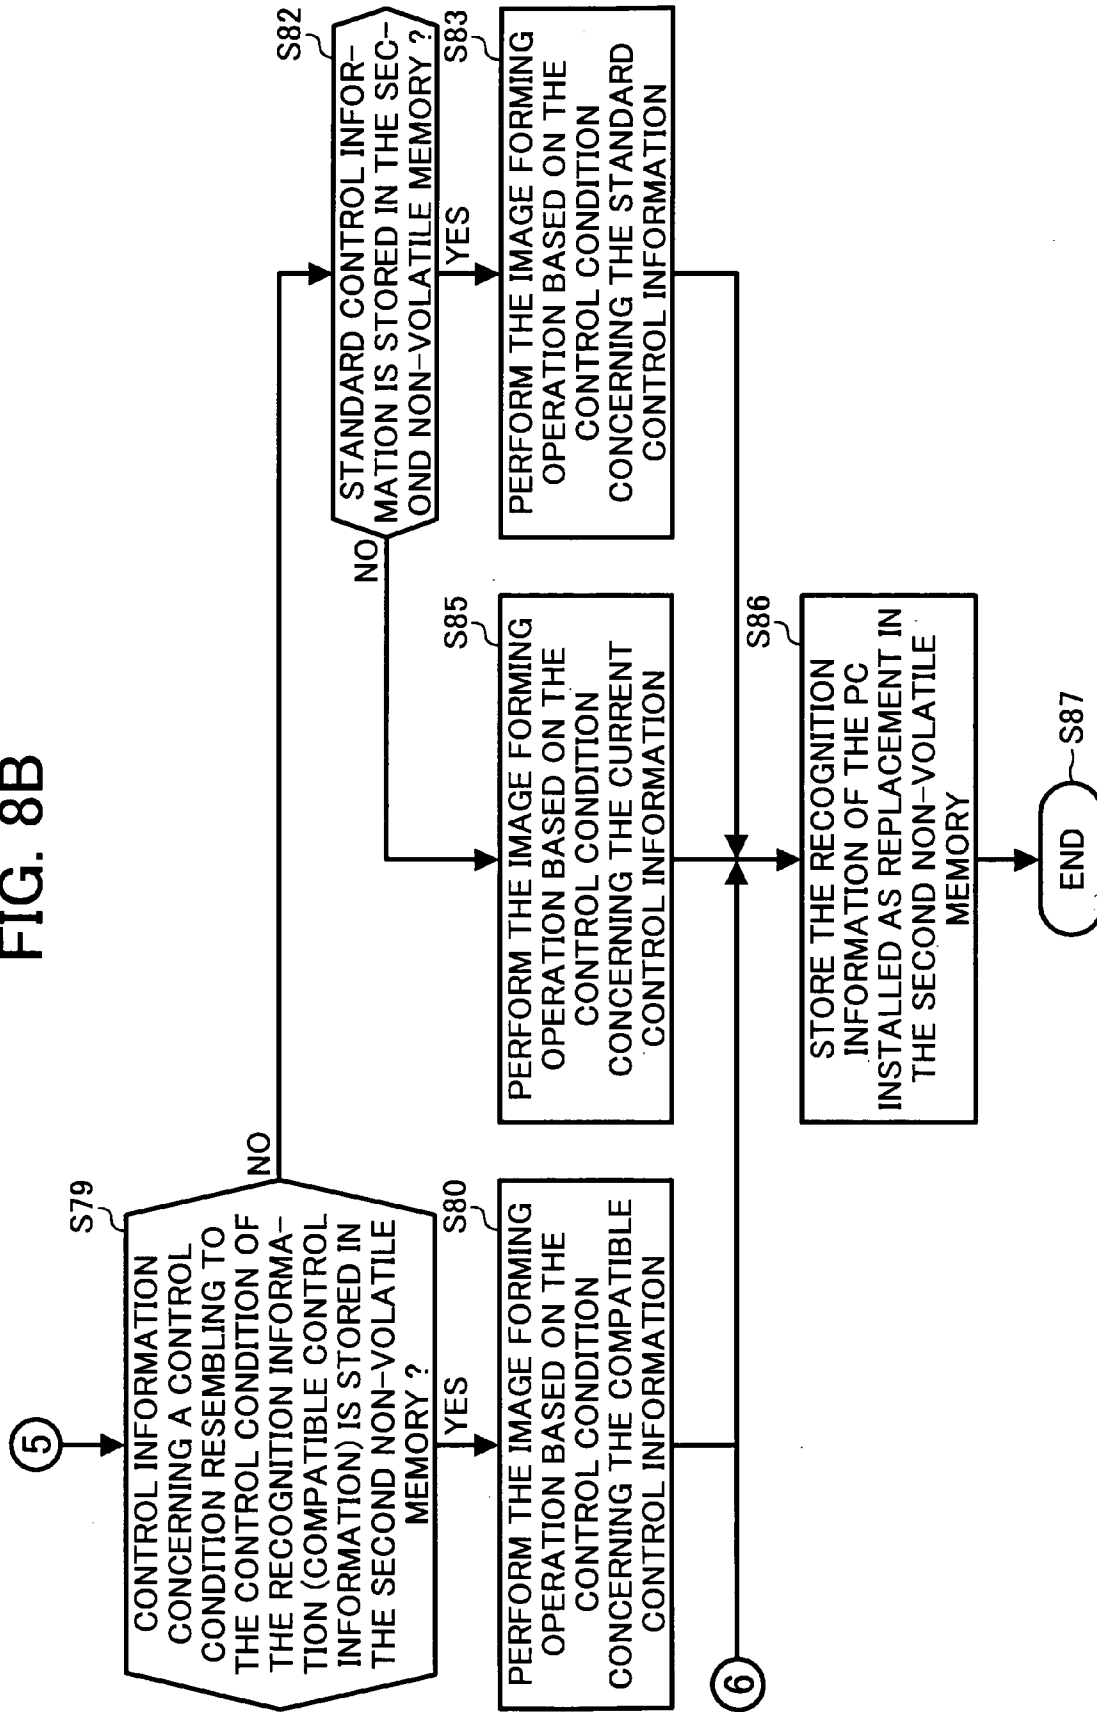 FIG. 8B
5
S79
CONTROL INFORMATION
CONCERNING A CONTROL
CONDITION RESEMBLING TO
THE CONTROL CONDITION OF
THE RECOGNITION INFORMA-
TION (COMPATIBLE CONTROL
INFORMATION) IS STORED IN
THE SECOND NON-VOLATILE
MEMORY ?
NO
YES
S80
PERFORM THE IMAGE FORMING
OPERATION BASED ON THE
CONTROL CONDITION
CONCERNING THE COMPATIBLE
CONTROL INFORMATION
6
S82
STANDARD CONTROL INFOR-
MATION IS STORED IN THE SEC-
OND NON-VOLATILE MEMORY ?
NO
YES
S85
PERFORM THE IMAGE FORMING
OPERATION BASED ON THE
CONTROL CONDITION
CONCERNING THE CURRENT
CONTROL INFORMATION
S83
PERFORM THE IMAGE FORMING
OPERATION BASED ON THE
CONTROL CONDITION
CONCERNING THE STANDARD
CONTROL INFORMATION
S86
STORE THE RECOGNITION
INFORMATION OF THE PC
INSTALLED AS REPLACEMENT IN
THE SECOND NON-VOLATILE
MEMORY
END
S87